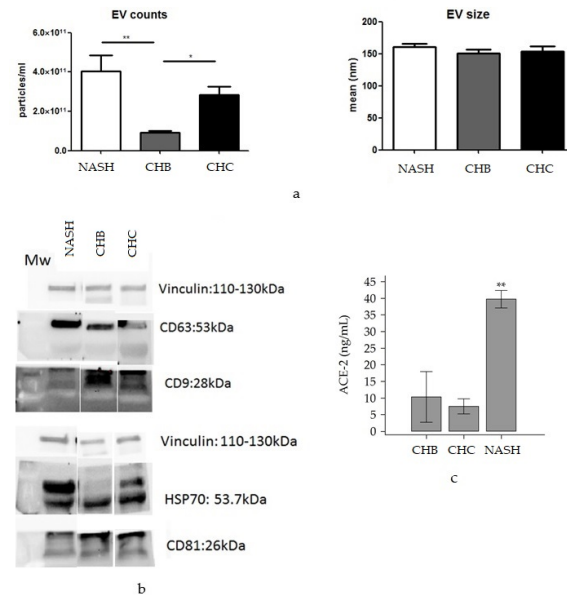 EV counts
**
*
particles/ml
6.0×10¹¹
4.0×10¹¹
2.0×10¹¹
0.0
NASH CHB CHC
EV size
mean (nm)
200
150
100
50
0
NASH CHB CHC
a
Mw NASH CHB CHC
Vinculin:110-130kDa
CD63:53kDa
CD9:28kDa
Vinculin: 110-130kDa
HSP70: 53.7kDa
CD81:26kDa
b
ACE-2 (ng/mL)
45
40
35
30
25
20
15
10
5
0
**
CHB CHC NASH
c